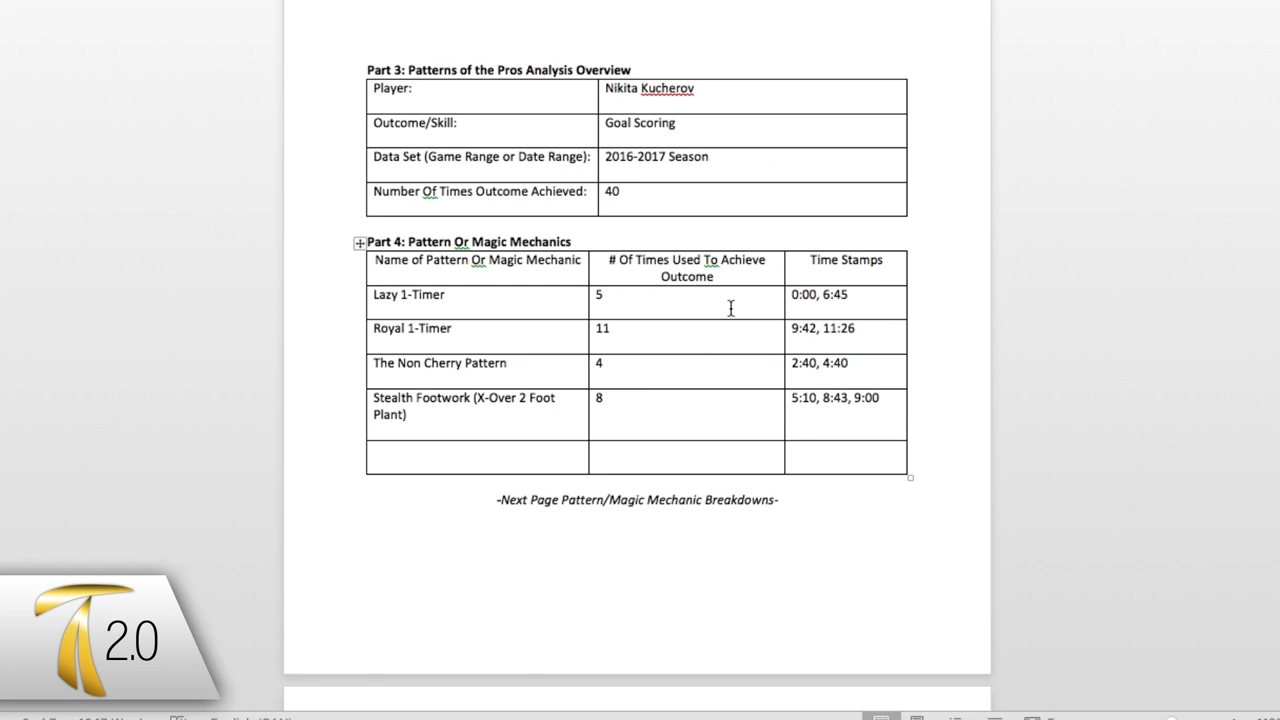 Part 3: Patterns of the Pros Analysis Overview
Player: Nikita Kucherov
Outcome/Skill: Goal Scoring
Data Set (Game Range or Date Range): 2016-2017 Season
Number Of Times Outcome Achieved: 40
Part 4: Pattern Or Magic Mechanics
Name of Pattern Or Magic Mechanic # Of Times Used To Achieve Outcome Time Stamps
Lazy 1-Timer 5 0:00, 6:45
Royal 1-Timer 11 9:42, 11:26
The Non Cherry Pattern 4 2:40, 4:40
Stealth Footwork (X-Over 2 Foot Plant) 8 5:10, 8:43, 9:00
-Next Page Pattern/Magic Mechanic Breakdowns-
T 2.0